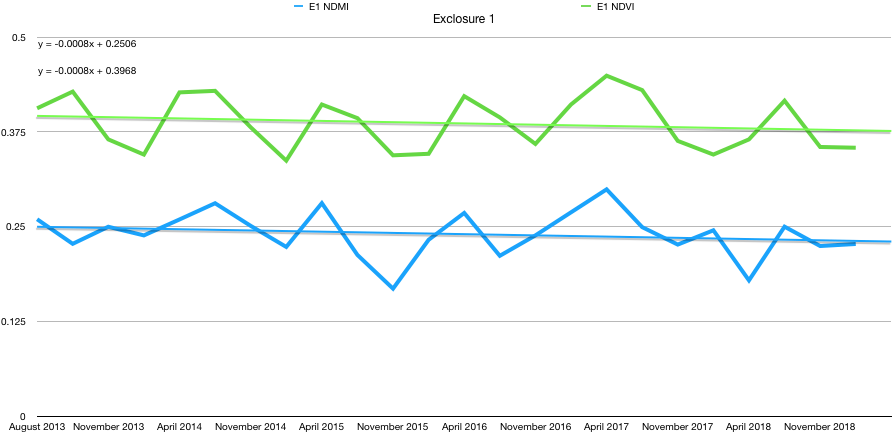 E1 NDMI E1 NDVI
Exclosure 1
0.5
y = -0.0008x + 0.2506
y = -0.0008x + 0.3968
0.375
0.25
0.125
0
August 2013 November 2013 April 2014 November 2014 April 2015 November 2015 April 2016 November 2016 April 2017 November 2017 April 2018 November 2018